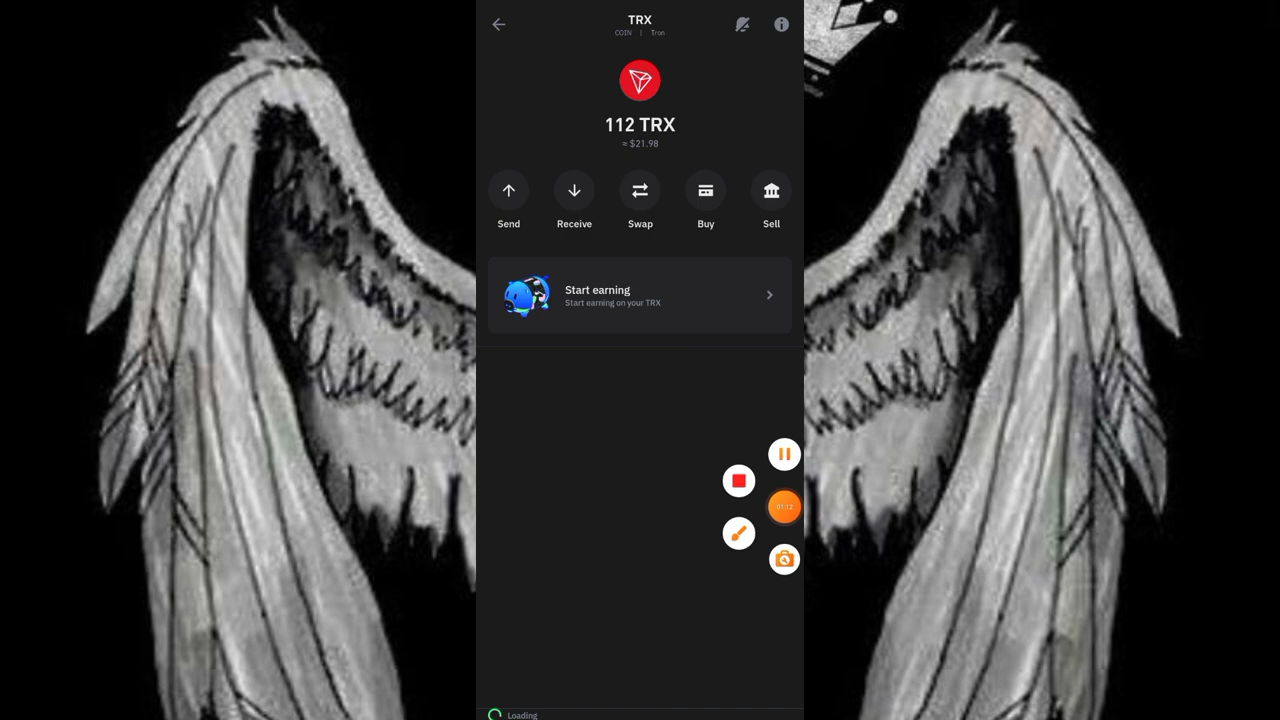 TRX
COIN | Tron
112 TRX
≈ $21.98
Send Receive Swap Buy Sell
Start earning
Start earning on your TRX
01:12
Loading